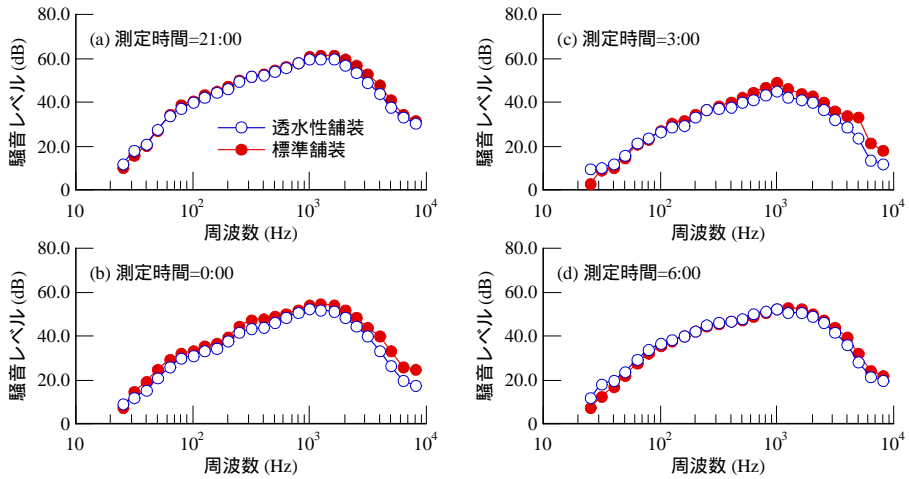 80.0
(a) 測定時間=21:00
60.0
40.0
20.0
0
騒音レベル (dB)
透水性舗装
標準舗装
10
10²
10³
10⁴
周波数 (Hz)
80.0
(c) 測定時間=3:00
60.0
40.0
20.0
0
騒音レベル (dB)
10
10²
10³
10⁴
周波数 (Hz)
80.0
(b) 測定時間=0:00
60.0
40.0
20.0
0
騒音レベル (dB)
10
10²
10³
10⁴
周波数 (Hz)
80.0
(d) 測定時間=6:00
60.0
40.0
20.0
0
騒音レベル (dB)
10
10²
10³
10⁴
周波数 (Hz)